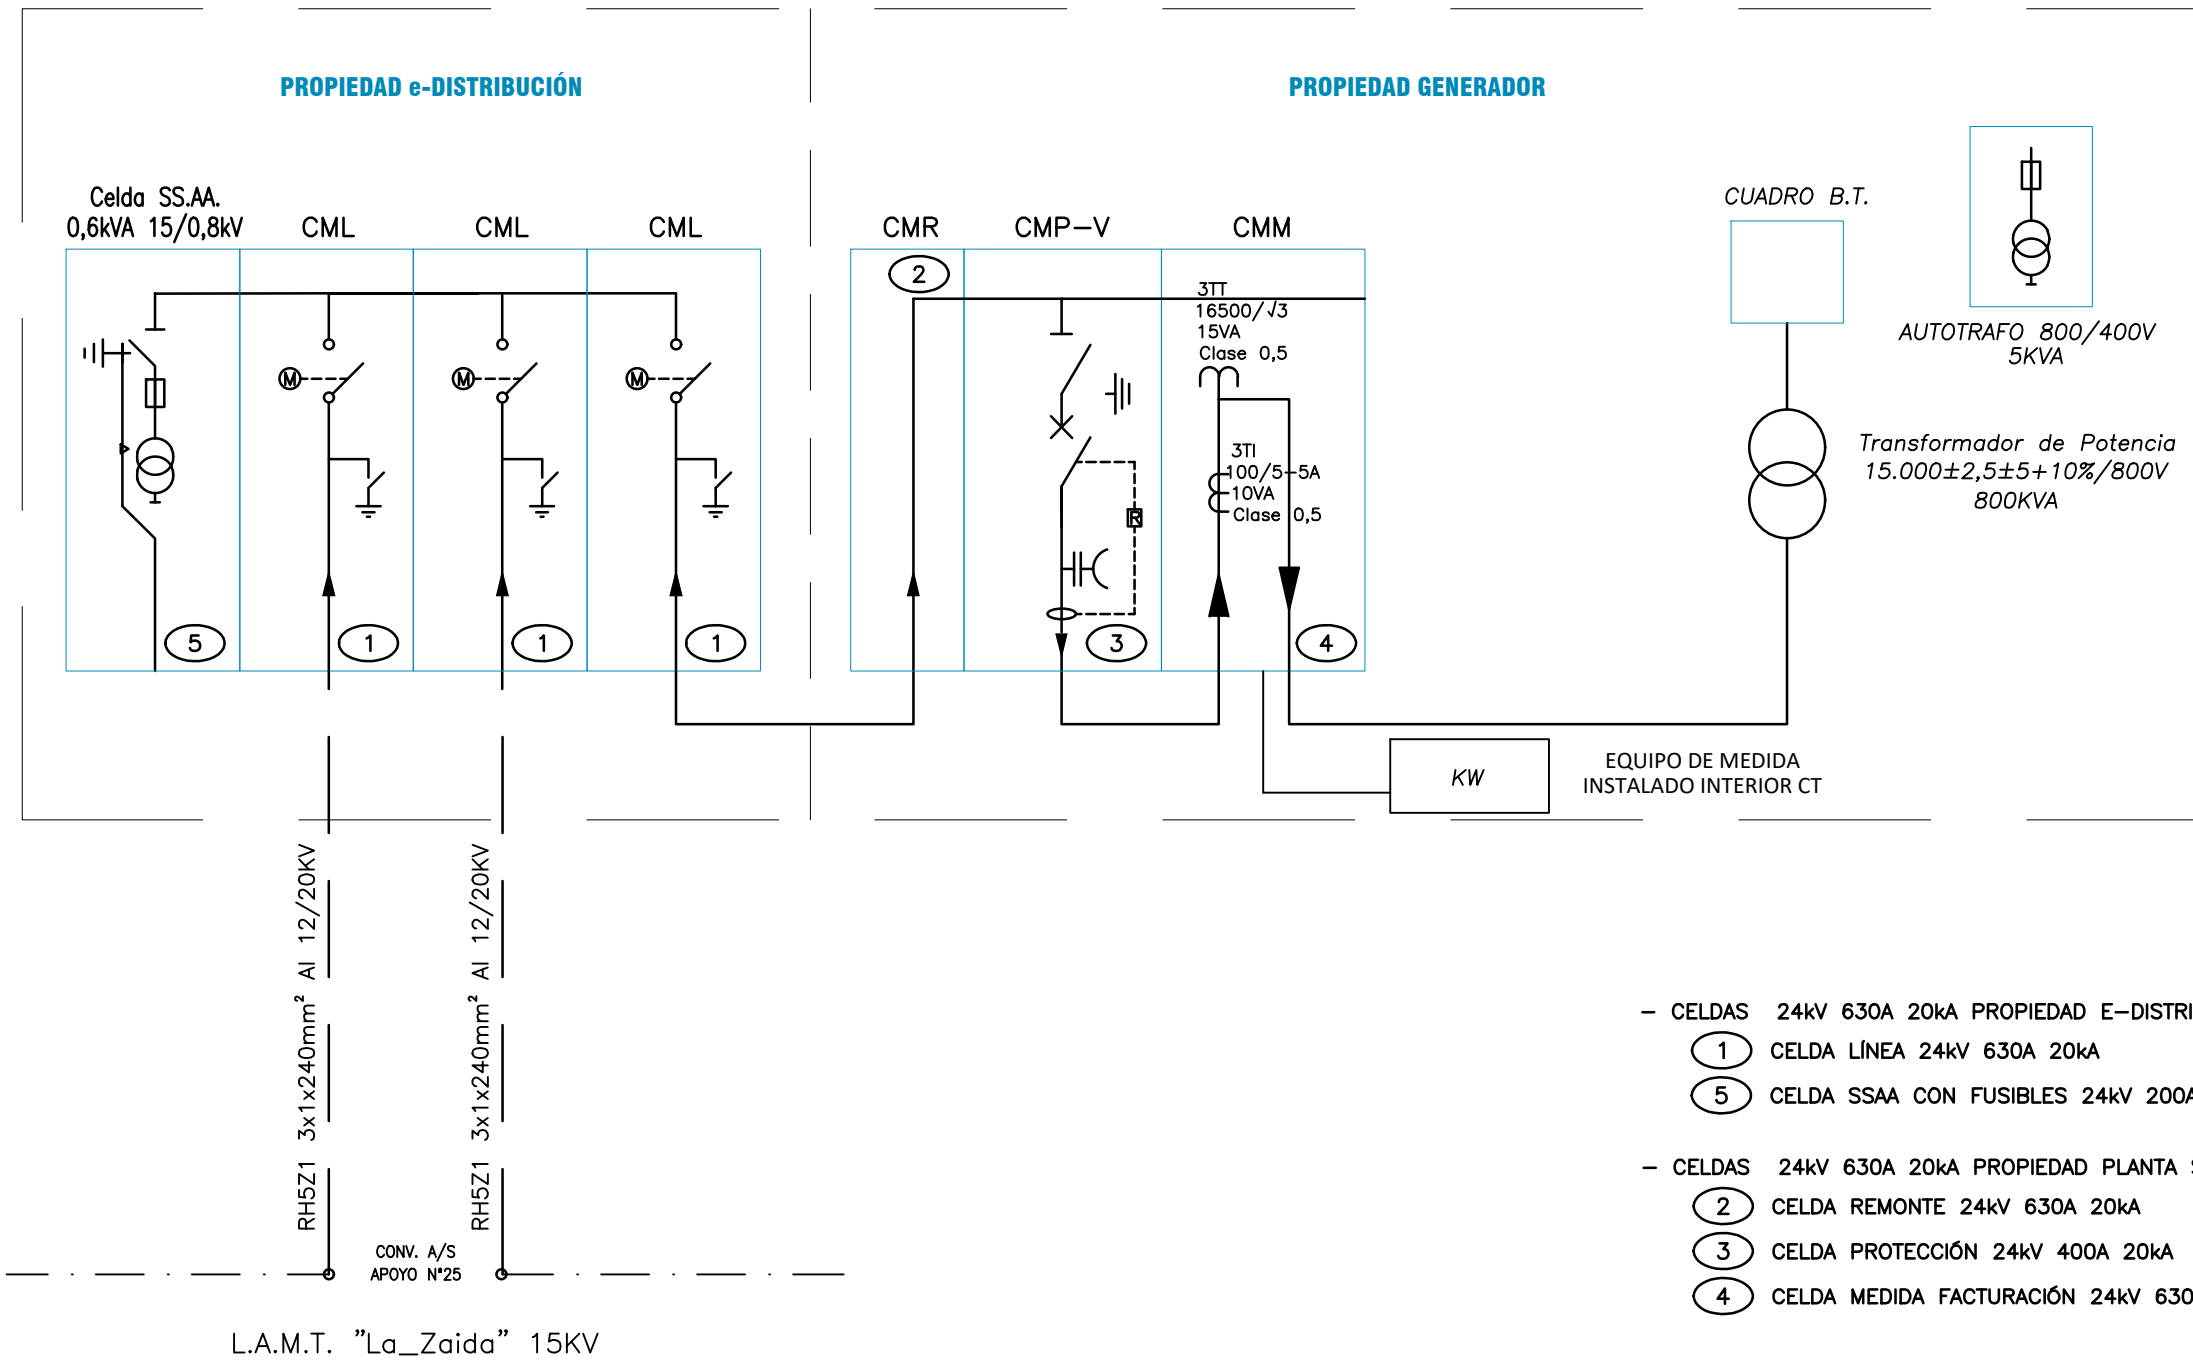 PROPIEDAD e-DISTRIBUCIÓN
PROPIEDAD GENERADOR
Celda SS.AA.
0,6kVA 15/0,8kV
CML
CML
CML
CMR
CMP-V
CMM
CUADRO B.T.
2
3TT
16500/√3
15VA
Clase 0,5
AUTOTRAFO 800/400V
5KVA
M
M
M
3TI
100/5-5A
10VA
Clase 0,5
R
Transformador de Potencia
15.000±2,5±5+10%/800V
800KVA
5
1
1
1
3
4
KW
EQUIPO DE MEDIDA
INSTALADO INTERIOR CT
RH5Z1 3x1x240mm² Al 12/20KV
RH5Z1 3x1x240mm² Al 12/20KV
CONV. A/S
APOYO Nº25
L.A.M.T. "La_Zaida" 15KV
- CELDAS 24kV 630A 20kA PROPIEDAD E-DISTRI
1 CELDA LÍNEA 24kV 630A 20kA
5 CELDA SSAA CON FUSIBLES 24kV 200A
- CELDAS 24kV 630A 20kA PROPIEDAD PLANTA
2 CELDA REMONTE 24kV 630A 20kA
3 CELDA PROTECCIÓN 24kV 400A 20kA
4 CELDA MEDIDA FACTURACIÓN 24kV 630